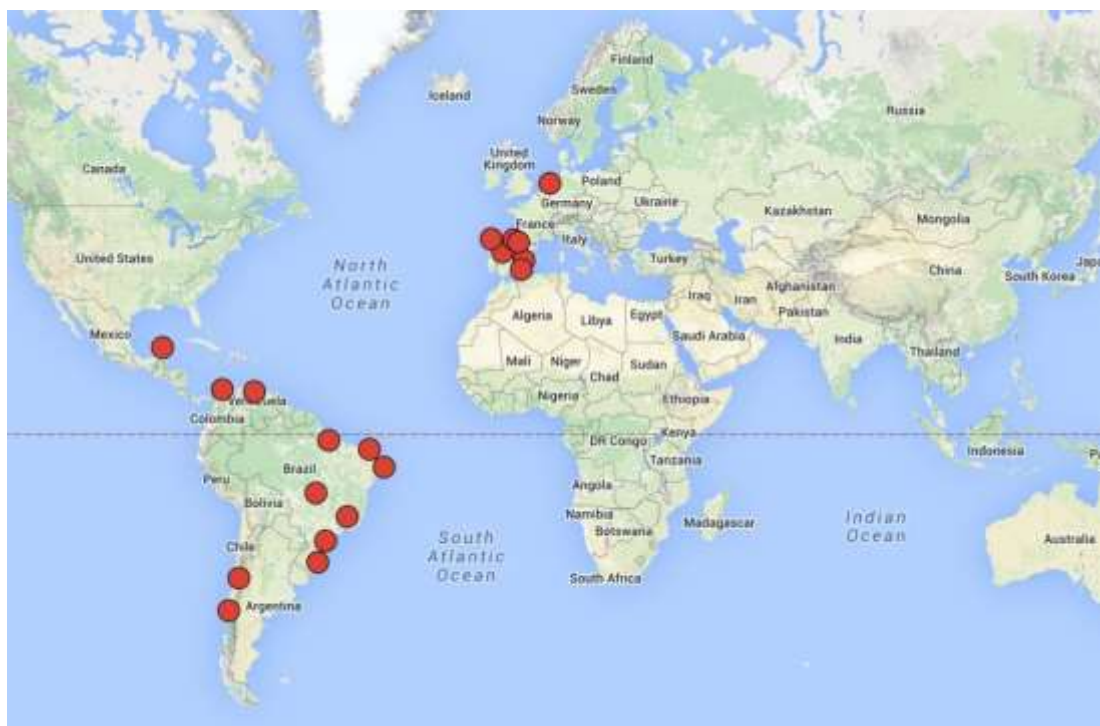 Finland
Iceland
Sweden
Russia
Norway
United
Kingdom
Canada
Poland
Germany
Ukraine
Kazakhstan
Mongolia
France
Italy
United States
North
Atlantic
Ocean
Turkey
China
South Korea
Afghanistan
Iraq
Iran
Pakistan
Algeria
Libya
Egypt
Saudi Arabia
Mexico
India
Mali
Niger
Chad
Sudan
Thailand
Nigeria
Ethiopia
Colombia
Kenya
DR Congo
Indonesia
Tanzania
Brazil
Peru
Angola
Bolivia
Namibia
Botswana
Madagascar
Indian
Ocean
South
Atlantic
Ocean
Chile
Australia
South Africa
Argentina